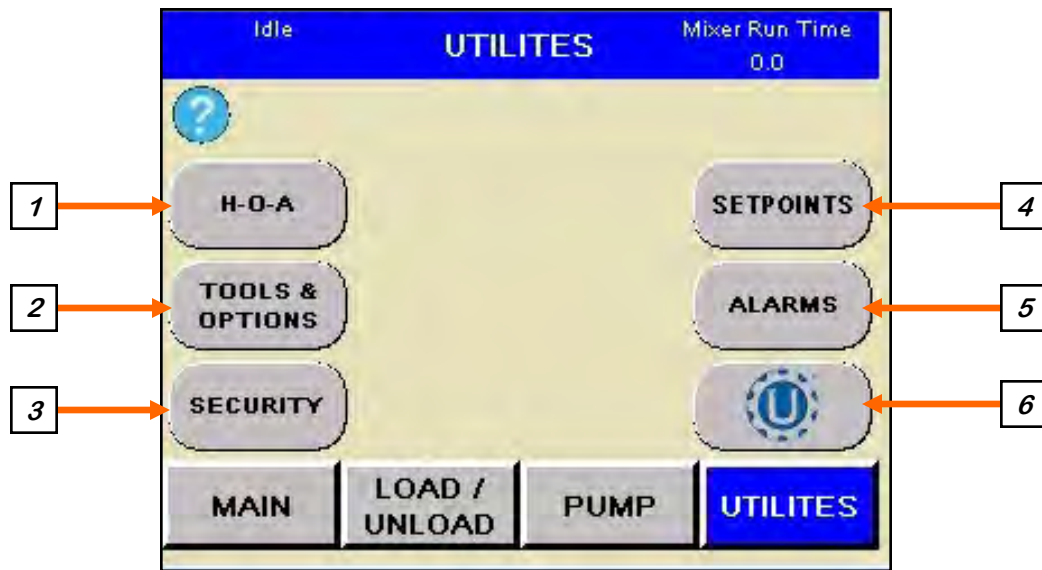 Idle
UTILITES
Mixer Run Time
0.0
?
1
H-O-A
SETPOINTS
4
2
TOOLS &
OPTIONS
ALARMS
5
3
SECURITY
U
6
MAIN
LOAD /
UNLOAD
PUMP
UTILITES